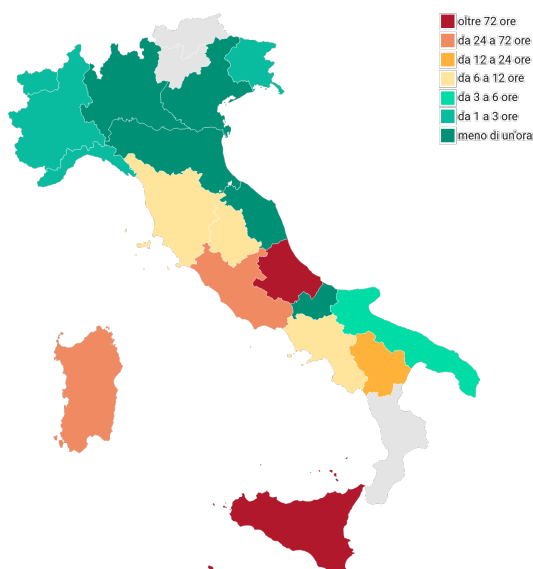 oltre 72 ore
da 24 a 72 ore
da 12 a 24 ore
da 6 a 12 ore
da 3 a 6 ore
da 1 a 3 ore
meno di un'ora